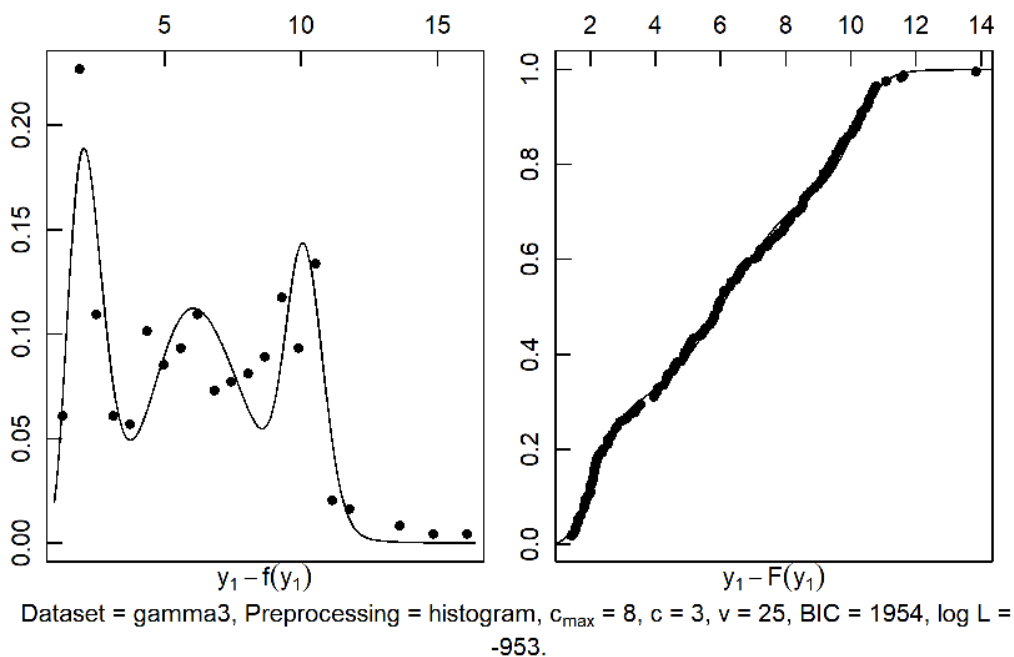 5 10 15
2 4 6 8 10 12 14
0.20
0.15
0.10
0.05
0.00
1.0
0.8
0.6
0.4
0.2
0.0
y₁ − f(y₁)
y₁ − F(y₁)
Dataset = gamma3, Preprocessing = histogram, cₘₐₓ = 8, c = 3, v = 25, BIC = 1954, log L =
-953.